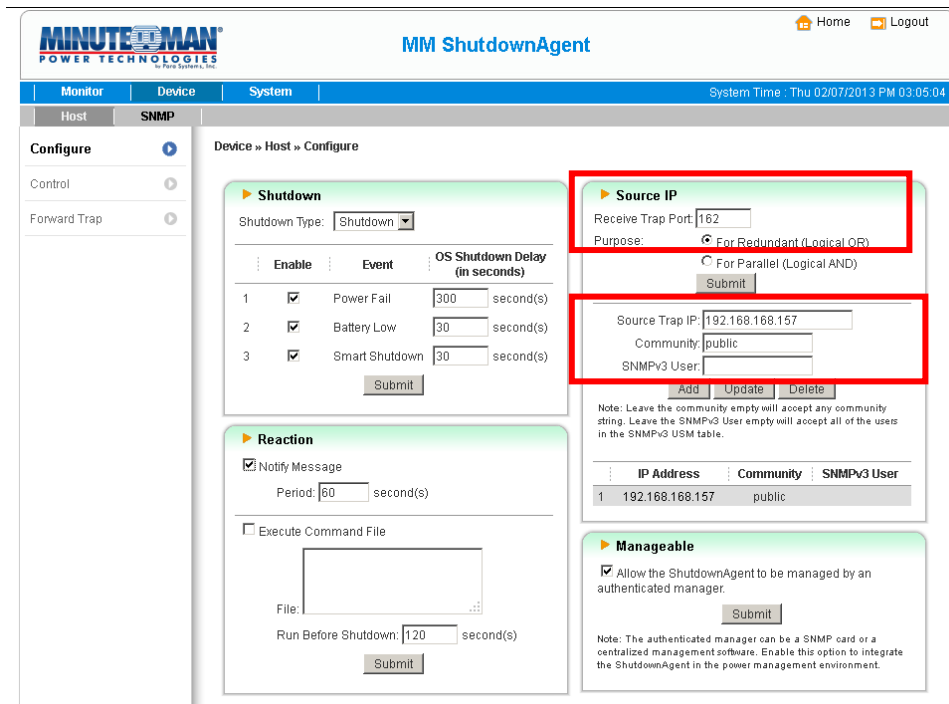 Home Logout
MINUTEMAN®
POWER TECHNOLOGIES
by Para Systems, Inc.
MM ShutdownAgent
Monitor Device System System Time : Thu 02/07/2013 PM 03:05:04
Host SNMP
Configure
Control
Forward Trap
Device » Host » Configure
Shutdown
Shutdown Type: Shutdown
Enable Event OS Shutdown Delay
(in seconds)
1 Power Fail 300 second(s)
2 Battery Low 30 second(s)
3 Smart Shutdown 30 second(s)
Submit
Reaction
Notify Message
Period: 60 second(s)
Execute Command File
File:
Run Before Shutdown: 120 second(s)
Submit
Source IP
Receive Trap Port: 162
Purpose: For Redundant (Logical OR)
For Parallel (Logical AND)
Submit
Source Trap IP: 192.168.168.157
Community: public
SNMPv3 User:
Add Update Delete
Note: Leave the community empty will accept any community
string. Leave the SNMPv3 User empty will accept all of the users
in the SNMPv3 USM table.
IP Address Community SNMPv3 User
1 192.168.168.157 public
Manageable
Allow the ShutdownAgent to be managed by an
authenticated manager.
Submit
Note: The authenticated manager can be a SNMP card or a
centralized management software. Enable this option to integrate
the ShutdownAgent in the power management environment.